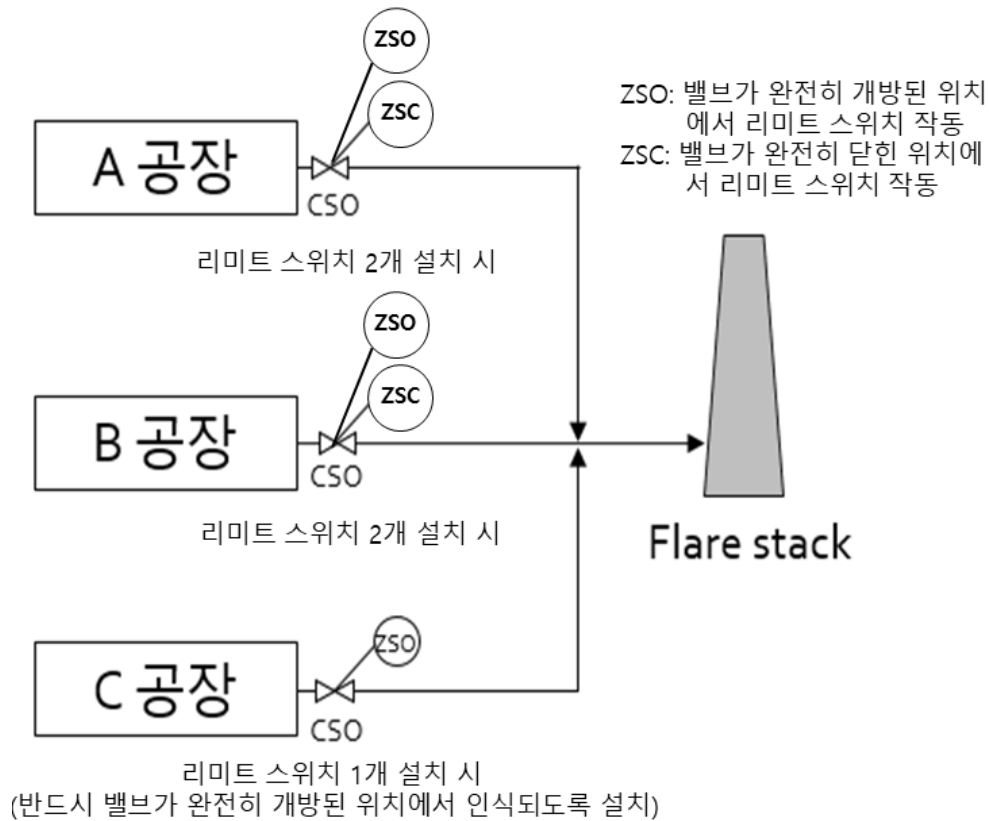 ZSO
ZSC
ZSO: 밸브가 완전히 개방된 위치
에서 리미트 스위치 작동
ZSC: 밸브가 완전히 닫힌 위치에
서 리미트 스위치 작동
A 공장
CSO
리미트 스위치 2개 설치 시
ZSO
ZSC
B 공장
CSO
리미트 스위치 2개 설치 시
Flare stack
ZSO
C 공장
CSO
리미트 스위치 1개 설치 시
(반드시 밸브가 완전히 개방된 위치에서 인식되도록 설치)